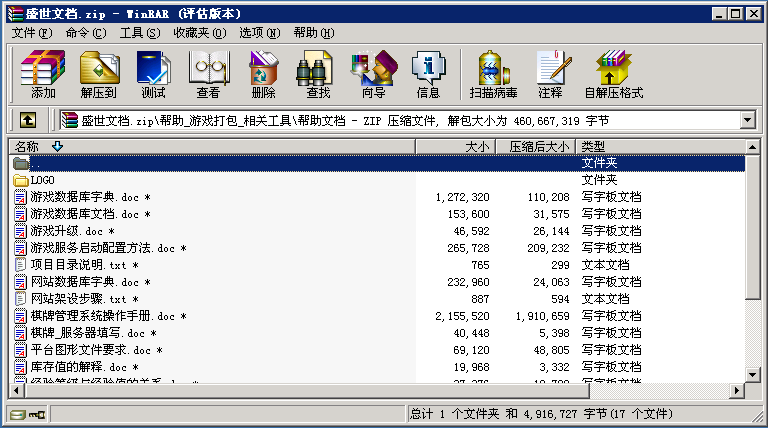 盛世文档.zip - WinRAR (评估版本)
文件(F) 命令(C) 工具(S) 收藏夹(O) 选项(N) 帮助(H)
添加 解压到 测试 查看 删除 查找 向导 信息 扫描病毒 注释 自解压格式
盛世文档.zip\帮助_游戏打包_相关工具\帮助文档 - ZIP 压缩文件, 解包大小为 460,667,319 字节
名称 大小 压缩后大小 类型
.. 文件夹
LOGO 文件夹
游戏数据库字典.doc * 1,272,320 110,208 写字板文档
游戏数据库文档.doc * 153,600 31,575 写字板文档
游戏升级.doc * 46,592 26,144 写字板文档
游戏服务启动配置方法.doc * 265,728 209,232 写字板文档
项目目录说明.txt * 765 299 文本文档
网站数据库字典.doc * 232,960 24,063 写字板文档
网站架设步骤.txt * 887 594 文本文档
棋牌管理系统操作手册.doc * 2,155,520 1,910,659 写字板文档
棋牌_服务器填写.doc * 40,448 5,398 写字板文档
平台图形文件要求.doc * 69,120 48,805 写字板文档
库存值的解释.doc * 19,968 3,332 写字板文档
经验等级与经验值的关系.doc * 写字板文档
总计 1 个文件夹 和 4,916,727 字节(17 个文件)